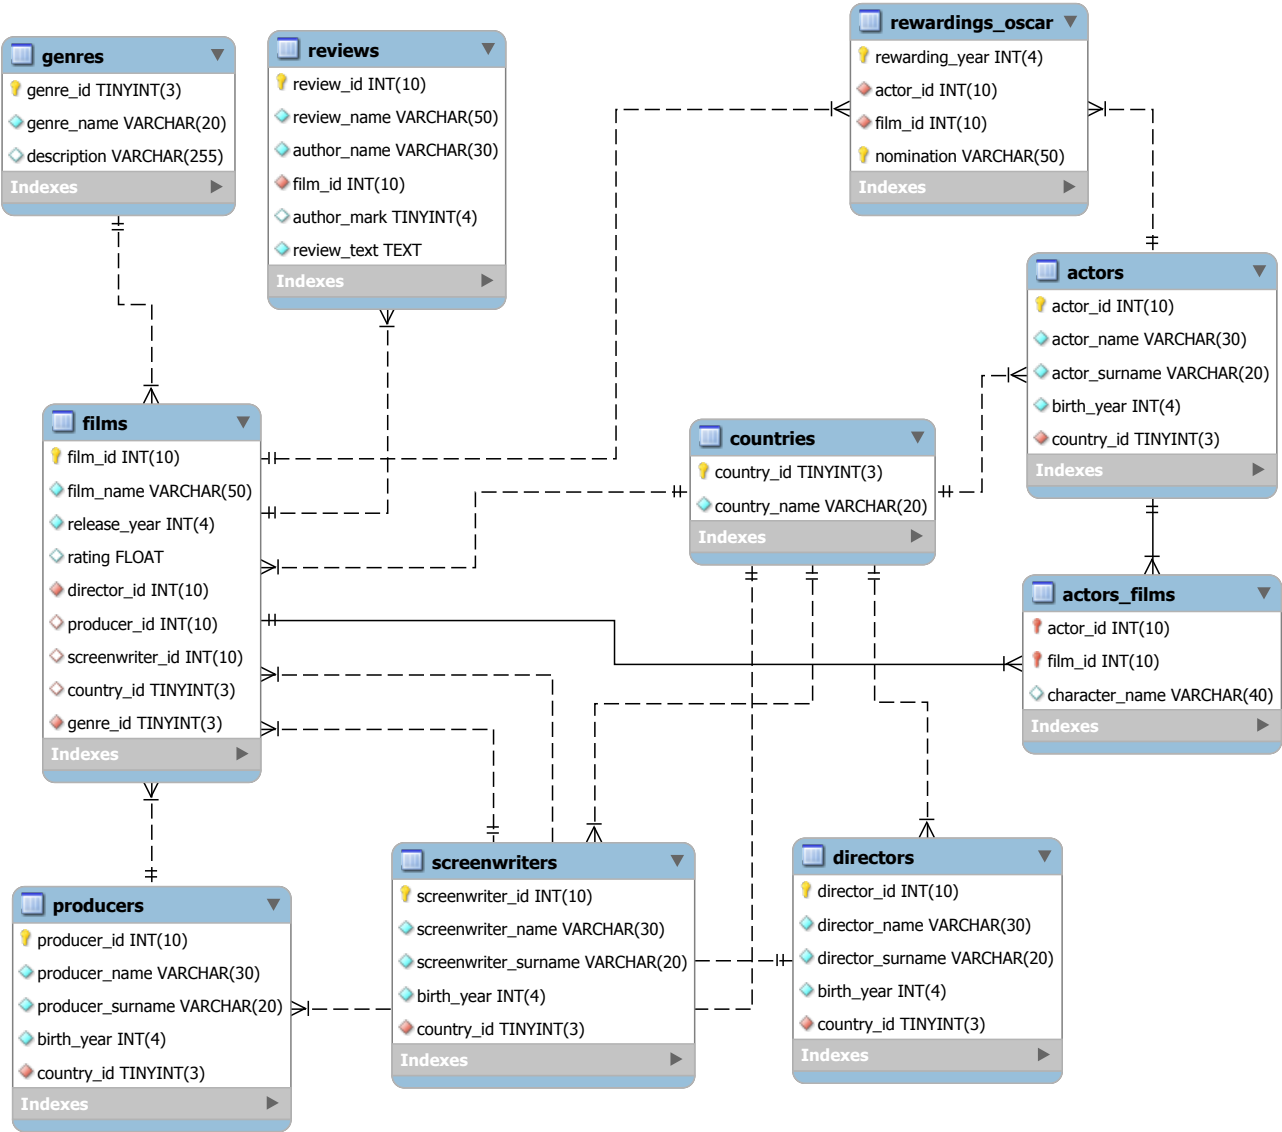 genres
genre_id TINYINT(3)
genre_name VARCHAR(20)
description VARCHAR(255)
Indexes
reviews
review_id INT(10)
review_name VARCHAR(50)
author_name VARCHAR(30)
film_id INT(10)
author_mark TINYINT(4)
review_text TEXT
Indexes
rewardings_oscar
rewarding_year INT(4)
actor_id INT(10)
film_id INT(10)
nomination VARCHAR(50)
Indexes
actors
actor_id INT(10)
actor_name VARCHAR(30)
actor_surname VARCHAR(20)
birth_year INT(4)
country_id TINYINT(3)
Indexes
films
film_id INT(10)
film_name VARCHAR(50)
release_year INT(4)
rating FLOAT
director_id INT(10)
producer_id INT(10)
screenwriter_id INT(10)
country_id TINYINT(3)
genre_id TINYINT(3)
Indexes
countries
country_id TINYINT(3)
country_name VARCHAR(20)
Indexes
actors_films
actor_id INT(10)
film_id INT(10)
character_name VARCHAR(40)
Indexes
producers
producer_id INT(10)
producer_name VARCHAR(30)
producer_surname VARCHAR(20)
birth_year INT(4)
country_id TINYINT(3)
Indexes
screenwriters
screenwriter_id INT(10)
screenwriter_name VARCHAR(30)
screenwriter_surname VARCHAR(20)
birth_year INT(4)
country_id TINYINT(3)
Indexes
directors
director_id INT(10)
director_name VARCHAR(30)
director_surname VARCHAR(20)
birth_year INT(4)
country_id TINYINT(3)
Indexes